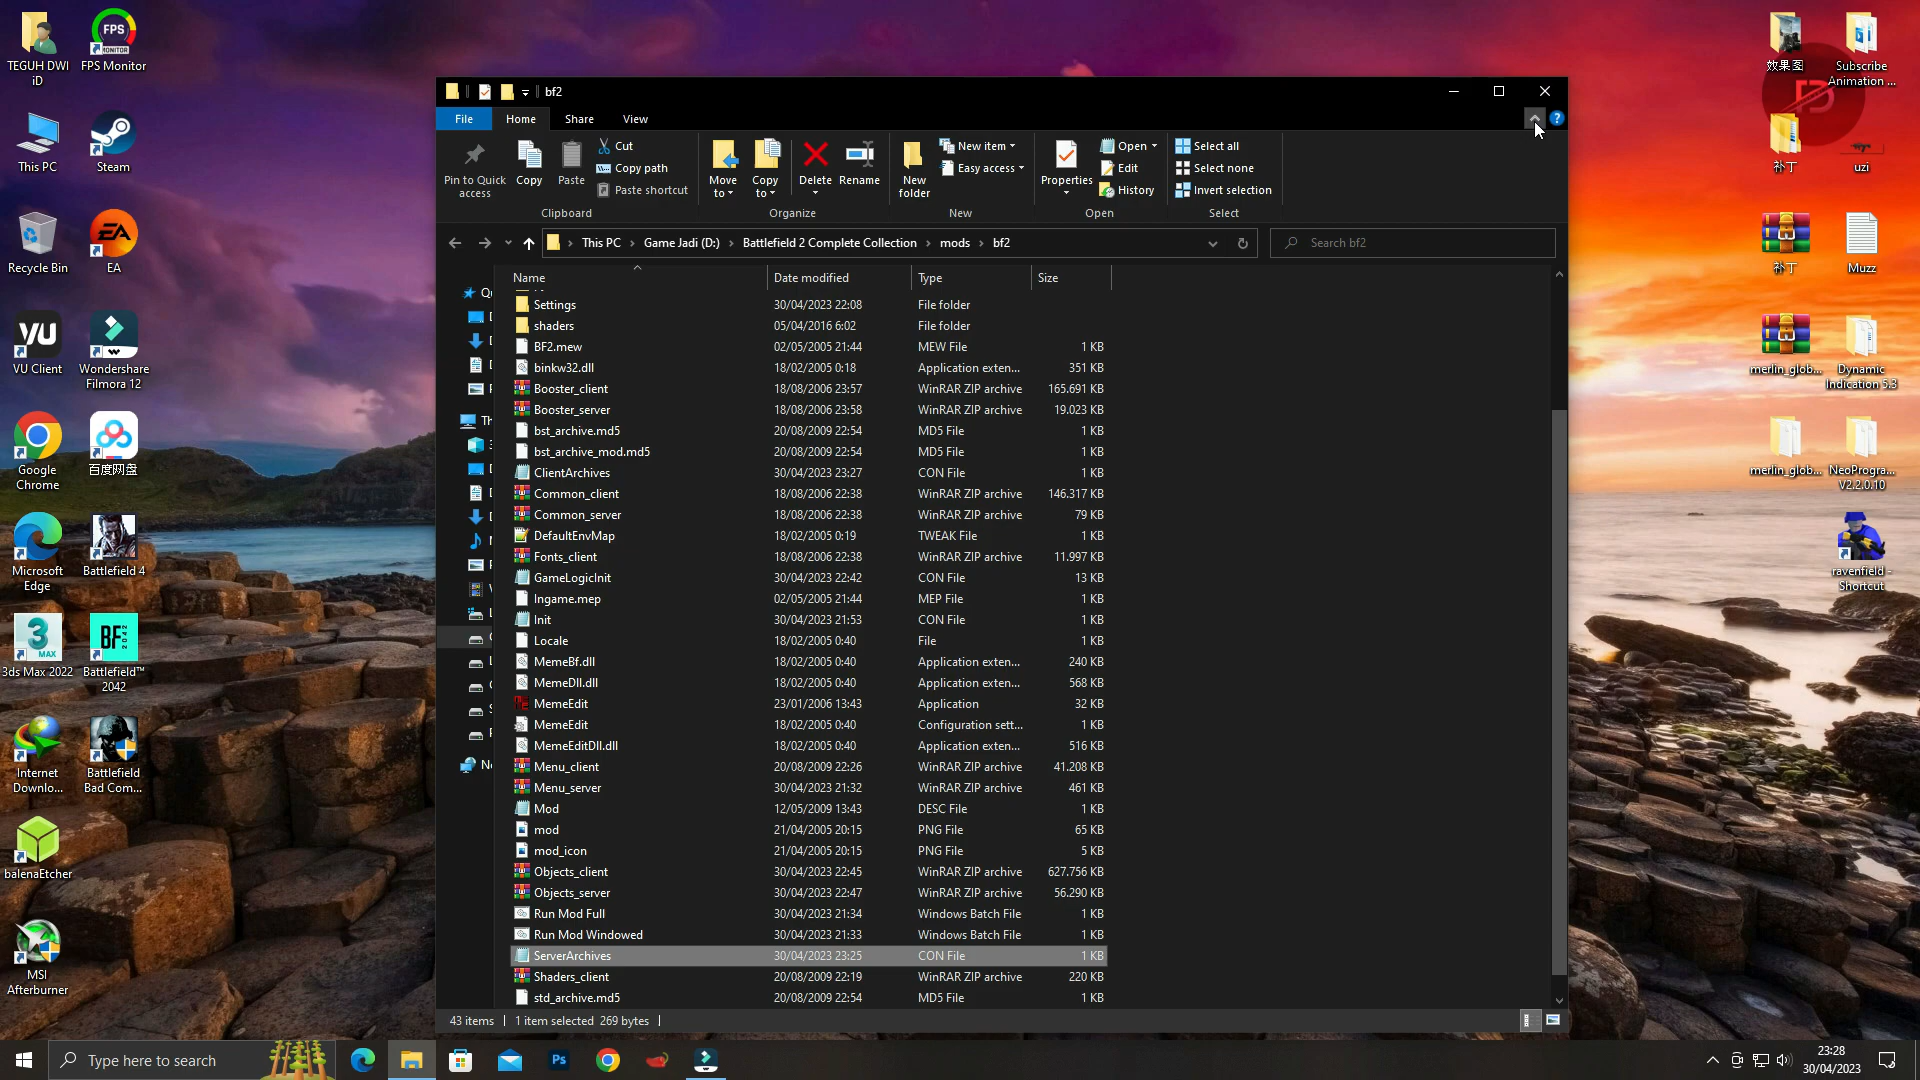 TEGUH DWI
iD
FPS
MONITOR
FPS Monitor
This PC
Steam
Recycle Bin
EA
EA
VU
VU Client
Wondershare
Filmora 12
Google
Chrome
百度网盘
Microsoft
Edge
Battlefield 4
3
MAX
3ds Max 2022
BF
2042
Battlefield™
2042
Internet
Downlo...
Battlefield
Bad Com...
balenaEtcher
MSI
Afterburner
bf2
File
Home
Share
View
Pin to Quick
access
Copy
Paste
Cut
Copy path
Paste shortcut
Clipboard
Move
to
Copy
to
Delete
Rename
Organize
New
folder
New item
Easy access
New
Properties
Open
Edit
History
Open
Select all
Select none
Invert selection
Select
This PC
Game Jadi (D:)
Battlefield 2 Complete Collection
mods
bf2
Search bf2
Name
Date modified
Type
Size
Settings 30/04/2023 22:08 File folder
shaders 05/04/2016 6:02 File folder
BF2.mew 02/05/2005 21:44 MEW File 1 KB
binkw32.dll 18/02/2005 0:18 Application exten... 351 KB
Booster_client 18/08/2006 23:57 WinRAR ZIP archive 165.691 KB
Booster_server 18/08/2006 23:58 WinRAR ZIP archive 19.023 KB
bst_archive.md5 20/08/2009 22:54 MD5 File 1 KB
bst_archive_mod.md5 20/08/2009 22:54 MD5 File 1 KB
ClientArchives 30/04/2023 23:27 CON File 1 KB
Common_client 18/08/2006 22:38 WinRAR ZIP archive 146.317 KB
Common_server 18/08/2006 22:38 WinRAR ZIP archive 79 KB
DefaultEnvMap 18/02/2005 0:19 TWEAK File 1 KB
Fonts_client 18/08/2006 22:38 WinRAR ZIP archive 11.997 KB
GameLogicInit 30/04/2023 22:42 CON File 13 KB
Ingame.mep 02/05/2005 21:44 MEP File 1 KB
Init 30/04/2023 21:53 CON File 1 KB
Locale 18/02/2005 0:40 File 1 KB
MemeBf.dll 18/02/2005 0:40 Application exten... 240 KB
MemeDll.dll 18/02/2005 0:40 Application exten... 568 KB
MemeEdit 23/01/2006 13:43 Application 32 KB
MemeEdit 18/02/2005 0:40 Configuration sett... 1 KB
MemeEditDll.dll 18/02/2005 0:40 Application exten... 516 KB
Menu_client 20/08/2009 22:26 WinRAR ZIP archive 41.208 KB
Menu_server 30/04/2023 21:32 WinRAR ZIP archive 461 KB
Mod 12/05/2009 13:43 DESC File 1 KB
mod 21/04/2005 20:15 PNG File 65 KB
mod_icon 21/04/2005 20:15 PNG File 5 KB
Objects_client 30/04/2023 22:45 WinRAR ZIP archive 627.756 KB
Objects_server 30/04/2023 22:47 WinRAR ZIP archive 56.290 KB
Run Mod Full 30/04/2023 21:34 Windows Batch File 1 KB
Run Mod Windowed 30/04/2023 21:33 Windows Batch File 1 KB
ServerArchives 30/04/2023 23:25 CON File 1 KB
Shaders_client 20/08/2009 22:19 WinRAR ZIP archive 220 KB
std_archive.md5 20/08/2009 22:54 MD5 File 1 KB
43 items
1 item selected 269 bytes
效果图
Subscribe
Animation ...
补丁
uzi
补丁
Muzz
merlin_glob...
Dynamic
Indication 5.3
merlin_glob...
NeoProgra...
V2.2.0.10
ravenfield -
Shortcut
Type here to search
Ps
23:28
30/04/2023